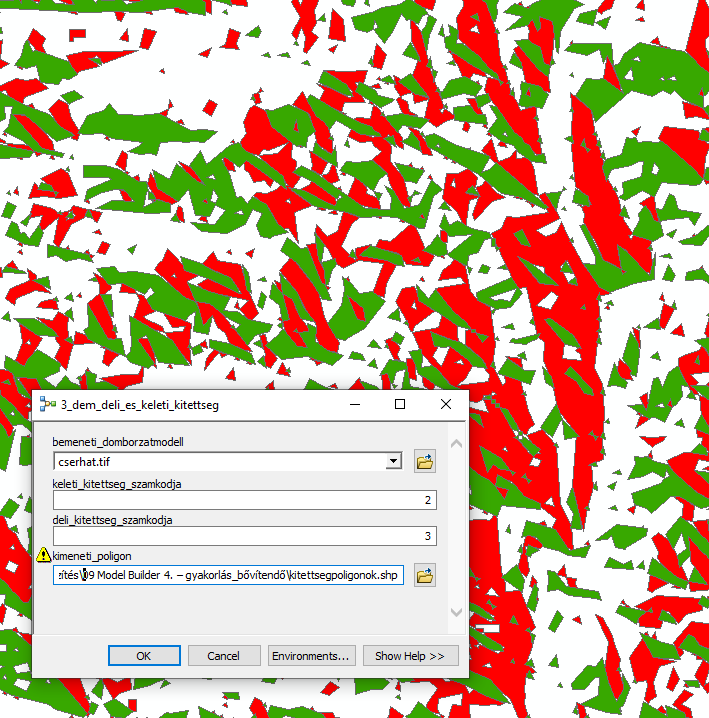 3_dem_deli_es_keleti_kitettseg
bemeneti_domborzatmodell
cserhat.tif
keleti_kitettseg_szamkodja
2
deli_kitettseg_szamkodja
3
kimeneti_poligon
zítés\09 Model Builder 4. – gyakorlás_bővítendő\kitettsegpoligonok.shp
OK
Cancel
Environments...
Show Help >>